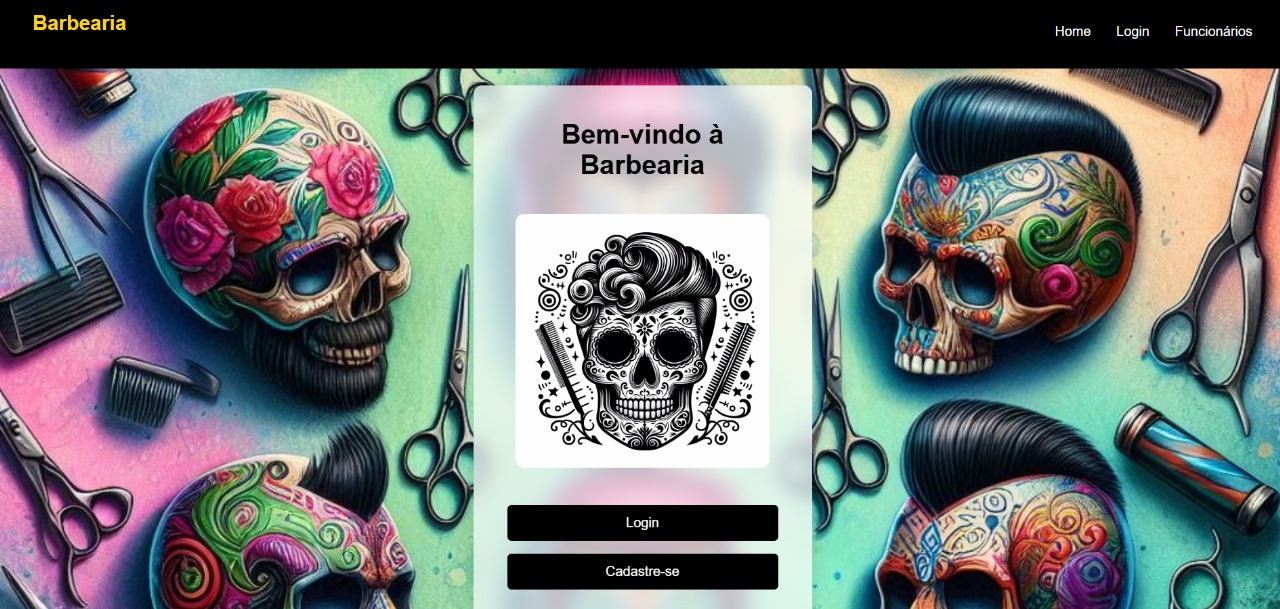 Barbearia
Home Login Funcionários
Bem-vindo à
Barbearia
Login
Cadastre-se